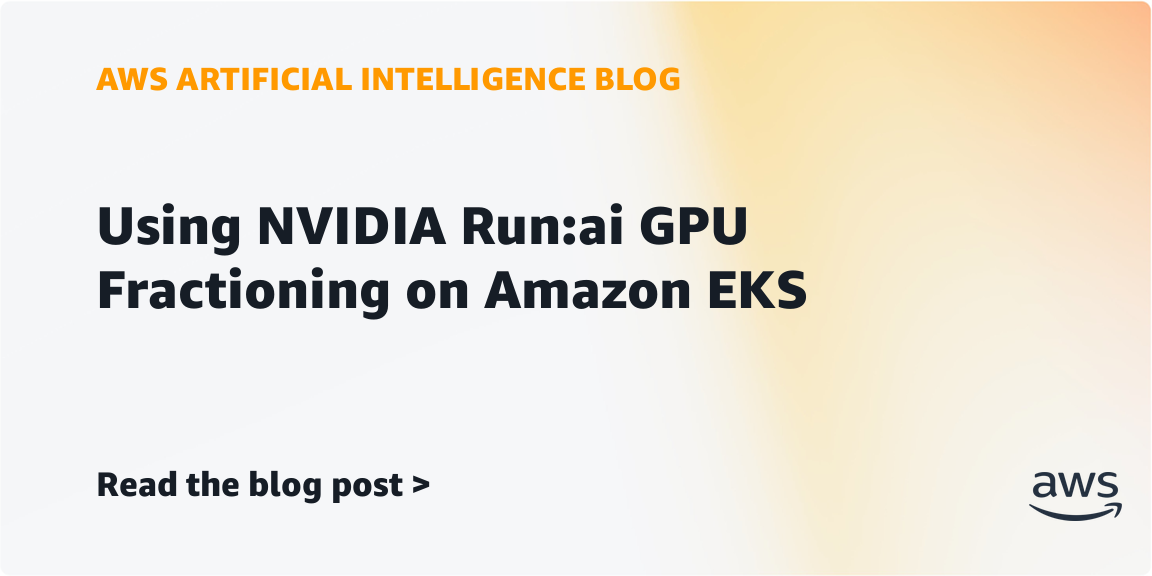 AWS ARTIFICIAL INTELLIGENCE BLOG
Using NVIDIA Run:ai GPU
Fractioning on Amazon EKS
Read the blog post >
aws